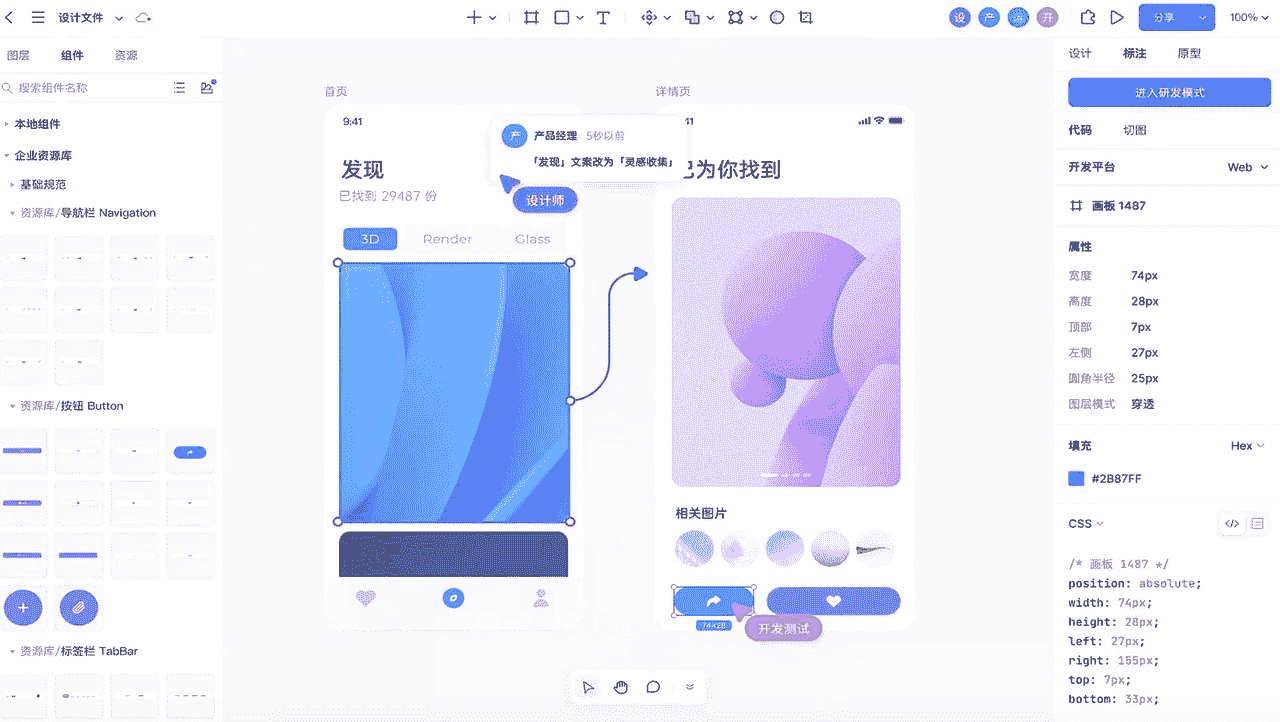 设计文件
设
产
运
开
分享
100%
图层
组件
资源
搜索组件名称
本地组件
企业资源库
基础规范
资源库/导航栏 Navigation
资源库/按钮 Button
资源库/标签栏 TabBar
首页
9:41
发现
已找到 29487 份
3D
Render
Glass
产
产品经理
5秒以前
「发现」文案改为「灵感收集」
设计师
详情页
41
已为你找到
相关图片
74×28
开发测试
设计
标注
原型
进入研发模式
代码
切图
开发平台
Web
画板 1487
属性
宽度 74px
高度 28px
顶部 7px
左侧 27px
圆角半径 25px
图层模式 穿透
填充
Hex
#2B87FF
CSS
</>
/* 画板 1487 */
position: absolute;
width: 74px;
height: 28px;
left: 27px;
right: 155px;
top: 7px;
bottom: 33px;